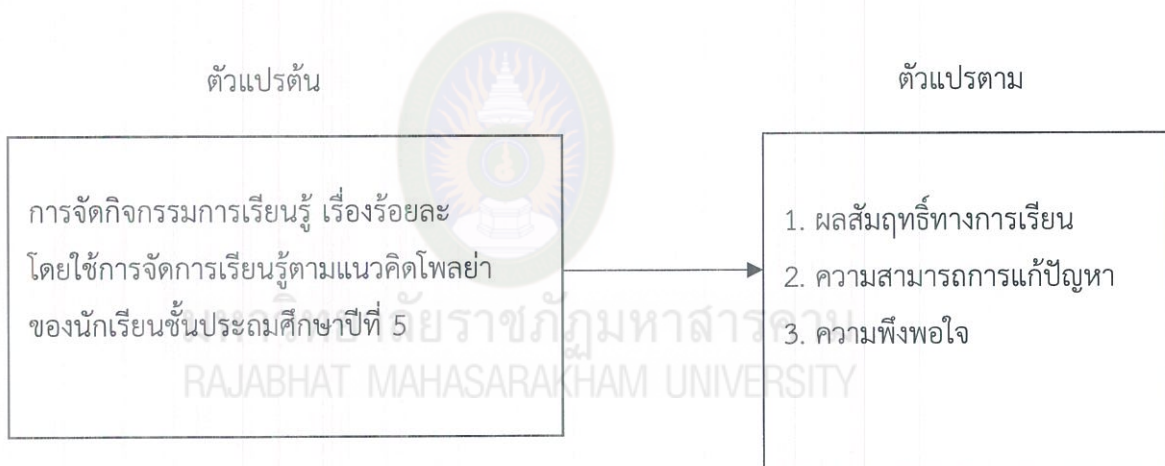 ตัวแปรต้น
การจัดกิจกรรมการเรียนรู้ เรื่องร้อยละ
โดยใช้การจัดการเรียนรู้ตามแนวคิดโพลย่า
ของนักเรียนชั้นประถมศึกษาปีที่ 5
ตัวแปรตาม
1. ผลสัมฤทธิ์ทางการเรียน
2. ความสามารถการแก้ปัญหา
3. ความพึงพอใจ
มหาวิทยาลัยราชภัฏมหาสารคาม
RAJABHAT MAHASARAKHAM UNIVERSITY